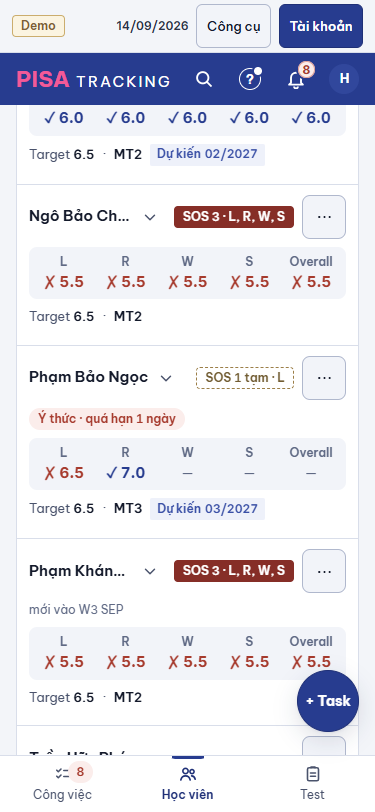 Demo 14/09/2026 Công cụ Tài khoản
PISA TRACKING ? 8 H
✓ 6.0 ✓ 6.0 ✓ 6.0 ✓ 6.0 ✓ 6.0
Target 6.5 · MT2 Dự kiến 02/2027
Ngô Bảo Ch... SOS 3 · L, R, W, S ...
L R W S Overall
✗ 5.5 ✗ 5.5 ✗ 5.5 ✗ 5.5 ✗ 5.5
Target 6.5 · MT2
Phạm Bảo Ngọc SOS 1 tạm · L ...
Ý thức · quá hạn 1 ngày
L R W S Overall
✗ 6.5 ✓ 7.0 — — —
Target 6.5 · MT3 Dự kiến 03/2027
Phạm Khán... SOS 3 · L, R, W, S ...
mới vào W3 SEP
L R W S Overall
✗ 5.5 ✗ 5.5 ✗ 5.5 ✗ 5.5 ✗ 5.5
Target 6.5 · MT2
+ Task
8
Công việc Học viên Test